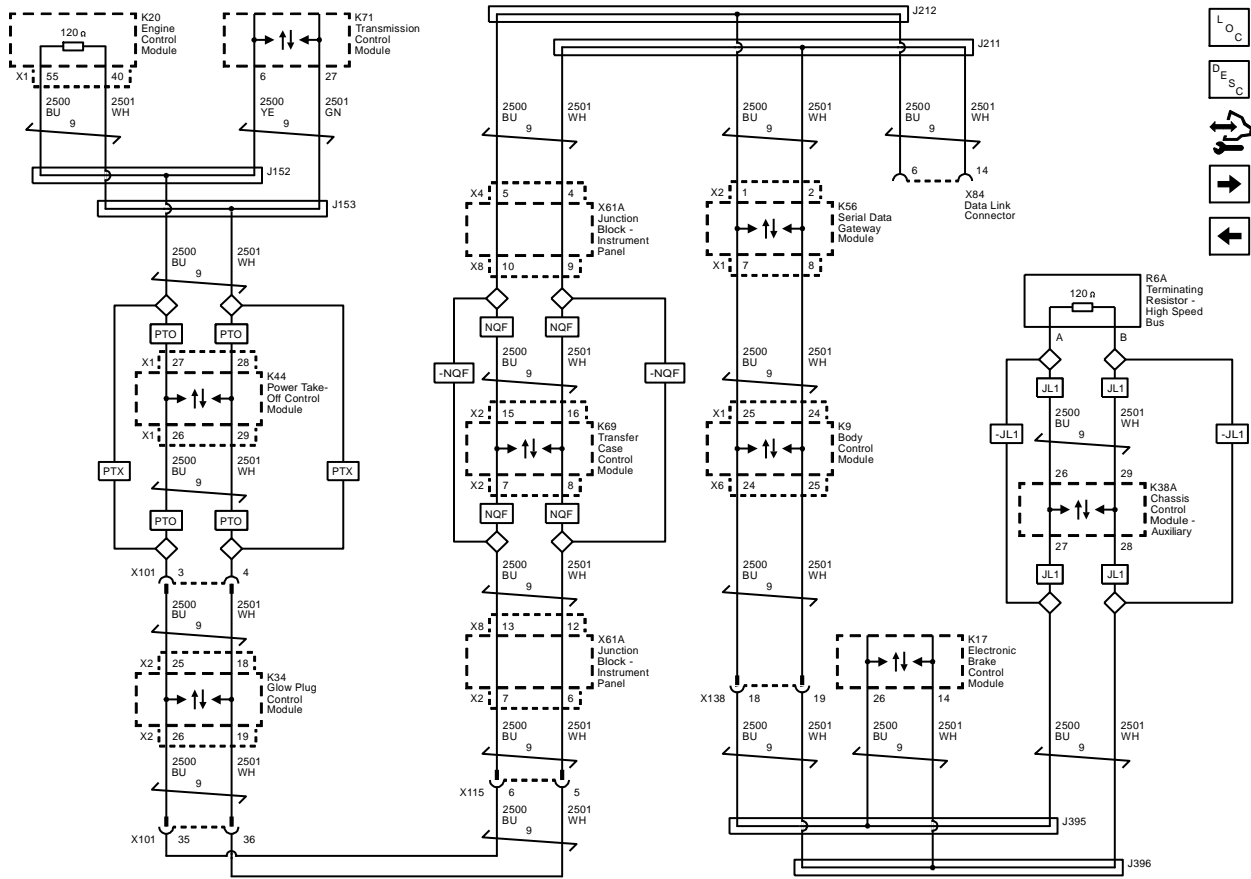 K20
Engine
Control
Module
120 Ω
X1 55 40
2500
BU
2501
WH
9
K71
Transmission
Control
Module
6 27
2500
YE
2501
GN
9
J152
J153
2500
BU
2501
WH
9
PTO PTO
X1 27 28
K44
Power Take-
Off Control
Module
X1 26 29
2500
BU
2501
WH
9
PTX PTX
PTO PTO
X101 3 4
2500
BU
2501
WH
9
X2 25 18
K34
Glow Plug
Control
Module
X2 26 19
2500
BU
2501
WH
9
X101 35 36
J212
J211
2500
BU
2501
WH
9
X4 5 4
X61A
Junction
Block -
Instrument
Panel
X8 10 9
NQF NQF
2500
BU
2501
WH
9
-NQF -NQF
X2 15 16
K69
Transfer
Case
Control
Module
X2 7 8
NQF NQF
2500
BU
2501
WH
9
X8 13 12
X61A
Junction
Block -
Instrument
Panel
X2 7 6
2500
BU
2501
WH
9
X115 6 5
2500
BU
2501
WH
9
2500
BU
2501
WH
9
X2 1 2
K56
Serial Data
Gateway
Module
X1 7 8
2500
BU
2501
WH
9
X1 25 24
K9
Body
Control
Module
X6 24 25
2500
BU
2501
WH
9
X138 18 19
2500
BU
2501
WH
9
2500
BU
2501
WH
9
6 14
X84
Data Link
Connector
K17
Electronic
Brake
Control
Module
26 14
2500
BU
2501
WH
9
R6A
Terminating
Resistor -
High Speed
Bus
120 Ω
A B
JL1 JL1
2500
BU
2501
WH
9
-JL1 -JL1
26 29
K38A
Chassis
Control
Module -
Auxiliary
27 28
JL1 JL1
2500
BU
2501
WH
9
J395
J396
LOC
DESC